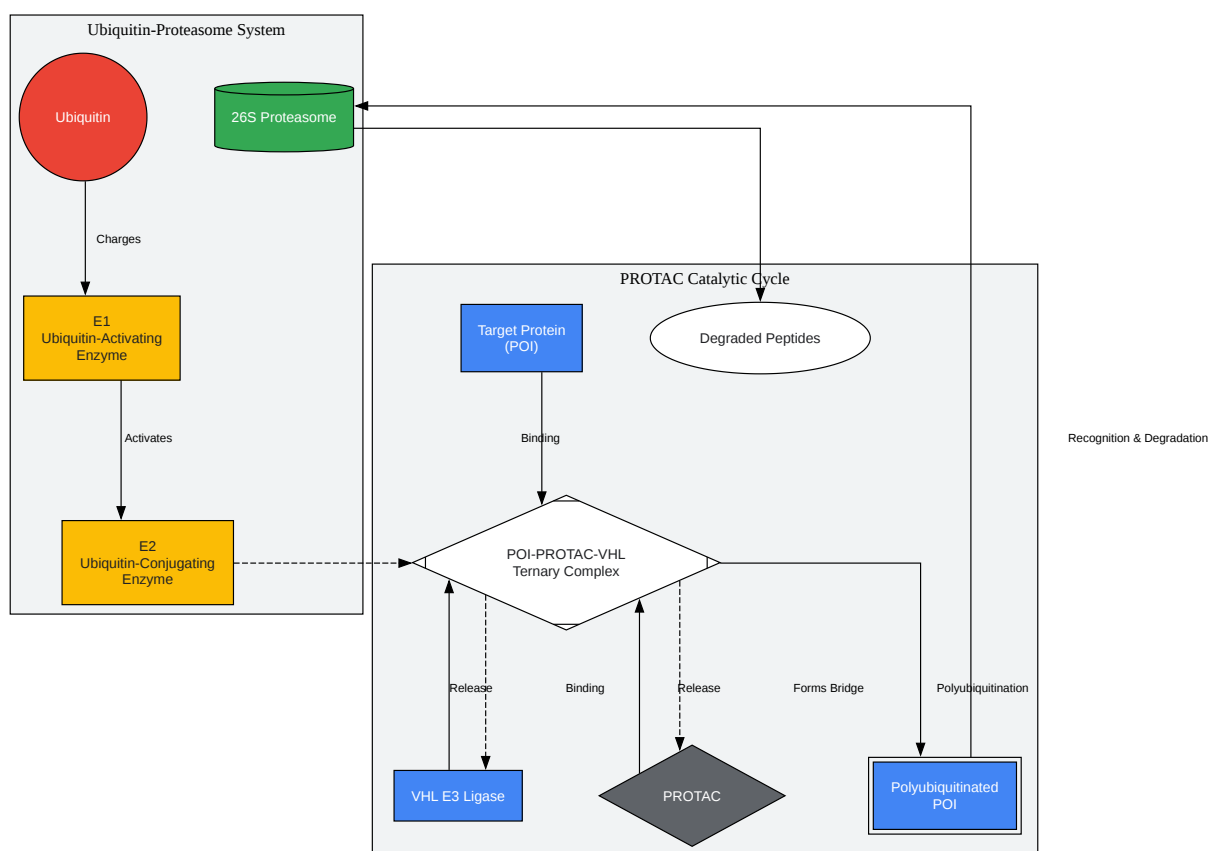 Ubiquitin-Proteasome System
Ubiquitin
26S Proteasome
Charges
E1
Ubiquitin-Activating
Enzyme
Activates
E2
Ubiquitin-Conjugating
Enzyme
PROTAC Catalytic Cycle
Target Protein
(POI)
Degraded Peptides
Binding
Recognition & Degradation
POI-PROTAC-VHL
Ternary Complex
Release
Binding
Release
Forms Bridge
Polyubiquitination
VHL E3 Ligase
PROTAC
Polyubiquitinated
POI